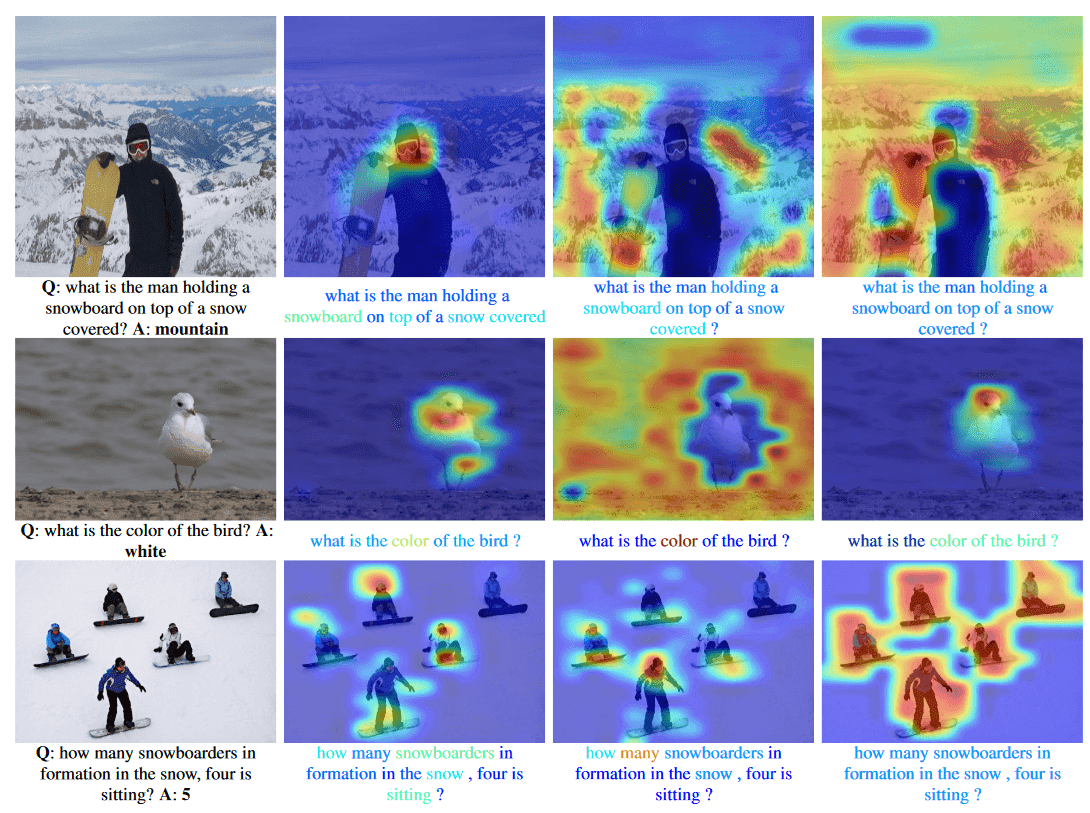 Q: what is the man holding a
snowboard on top of a snow
covered? A: mountain
what is the man holding a
snowboard on top of a snow covered
what is the man holding a
snowboard on top of a snow
covered ?
what is the man holding a
snowboard on top of a snow
covered ?
Q: what is the color of the bird? A:
white
what is the color of the bird ?
what is the color of the bird ?
what is the color of the bird ?
Q: how many snowboarders in
formation in the snow, four is
sitting? A: 5
how many snowboarders in
formation in the snow , four is
sitting ?
how many snowboarders in
formation in the snow , four is
sitting ?
how many snowboarders in
formation in the snow , four is
sitting ?